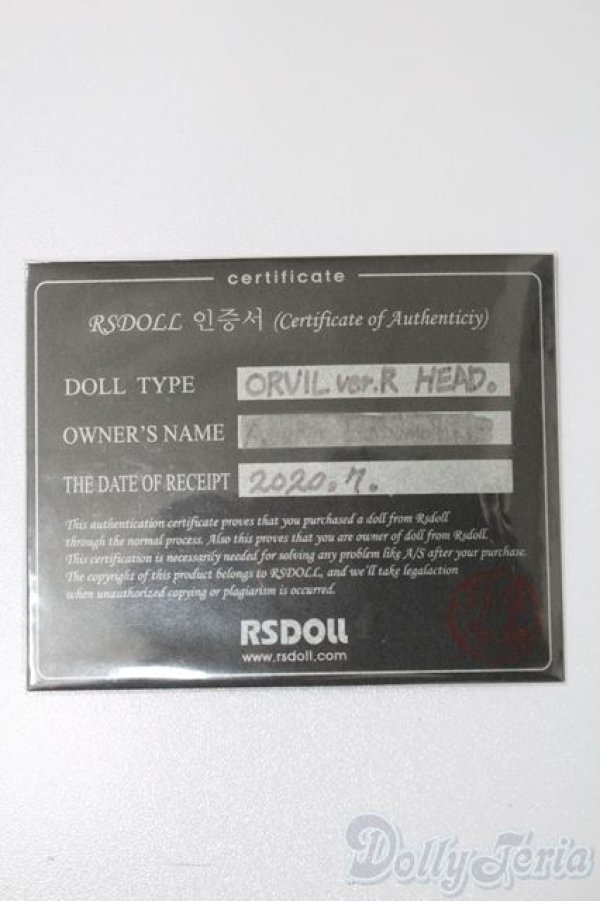 certificate
RSDOLL 인증서 (Certificate of Authenticiy)
DOLL TYPE ORVIL ver.R HEAD.
OWNER'S NAME
THE DATE OF RECEIPT 2020.7.
This authentication certificate proves that you purchased a doll from Rsdoll
through the normal process. Also this proves that you are owner of doll from Rsdoll.
This certification is necessarily needed for solving any problem like A/S after your purchase.
The copyright of this product belongs to RSDOLL, and we'll take legalaction
when unauthorized copying or plagiarism is occurred.
RSDOLL
www.rsdoll.com
DollyTeria